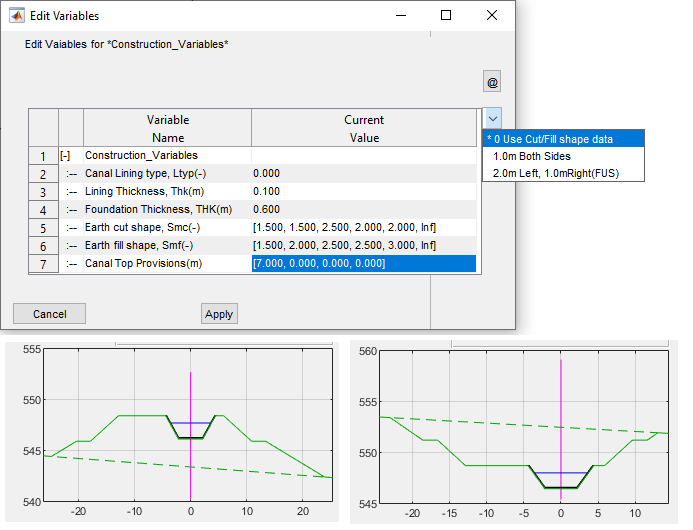 Edit Variables
Edit Vaiables for *Construction_Variables*
@
Variable Name Current Value
* 0 Use Cut/Fill shape data
1.0m Both Sides
2.0m Left, 1.0mRight(FUS)
1 [-] Construction_Variables
2 :-- Canal Lining type, Ltyp(-) 0.000
3 :-- Lining Thickness, Thk(m) 0.100
4 :-- Foundation Thickness, THK(m) 0.600
5 :-- Earth cut shape, Smc(-) [1.500, 1.500, 2.500, 2.000, 2.000, Inf]
6 :-- Earth fill shape, Smf(-) [1.500, 2.000, 2.500, 2.500, 3.000, Inf]
7 :-- Canal Top Provisions(m) [7.000, 0.000, 0.000, 0.000]
Cancel Apply
555
550
545
540
-20 -10 0 10 20
560
555
550
545
-15 -10 -5 0 5 10